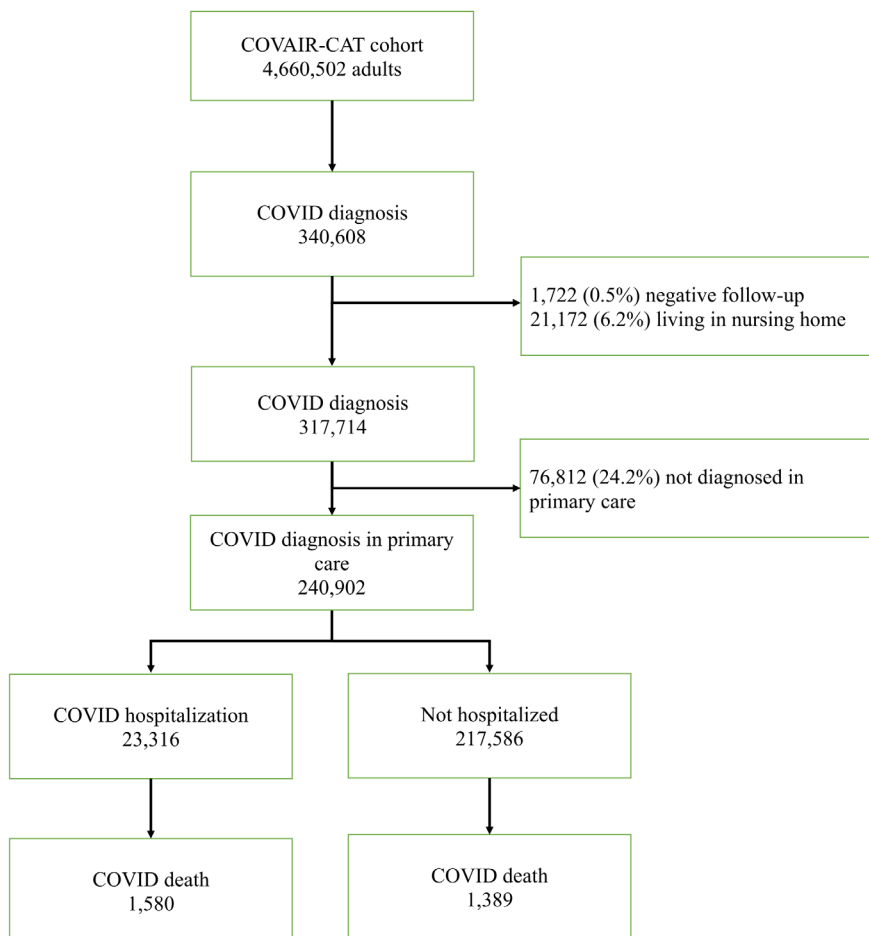 COVAIR-CAT cohort
4,660,502 adults
COVID diagnosis
340,608
1,722 (0.5%) negative follow-up
21,172 (6.2%) living in nursing home
COVID diagnosis
317,714
76,812 (24.2%) not diagnosed in
primary care
COVID diagnosis in primary
care
240,902
COVID hospitalization
23,316
Not hospitalized
217,586
COVID death
1,580
COVID death
1,389